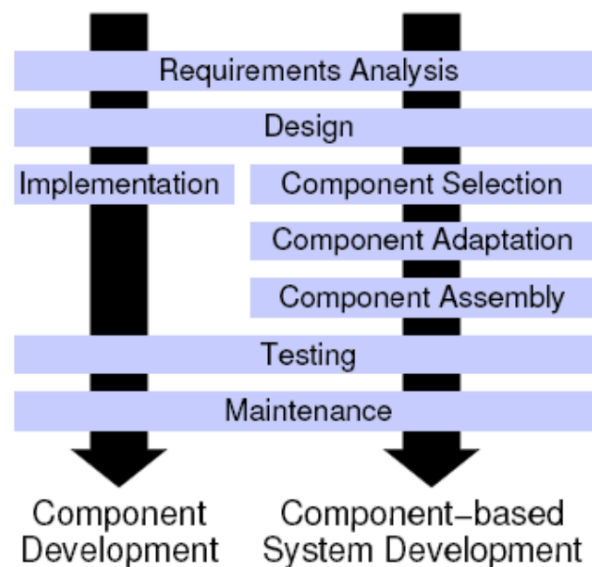 Requirements Analysis
Design
Implementation
Component Selection
Component Adaptation
Component Assembly
Testing
Maintenance
Component
Development
Component–based
System Development